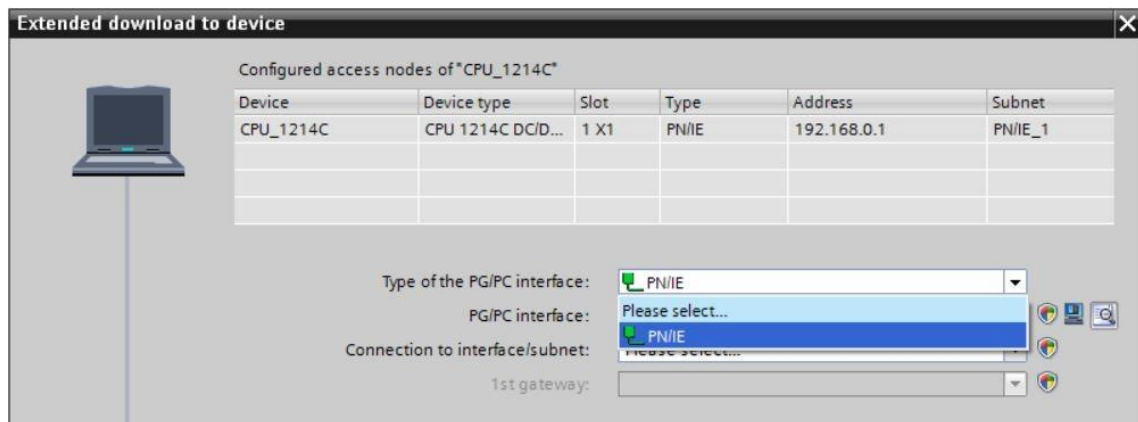 Extended download to device
Configured access nodes of "CPU_1214C"
Device Device type Slot Type Address Subnet
CPU_1214C CPU 1214C DC/D... 1 X1 PN/IE 192.168.0.1 PN/IE_1
Type of the PG/PC interface: PN/IE
PG/PC interface: Please select...
PN/IE
Connection to interface/subnet: Please select...
1st gateway: